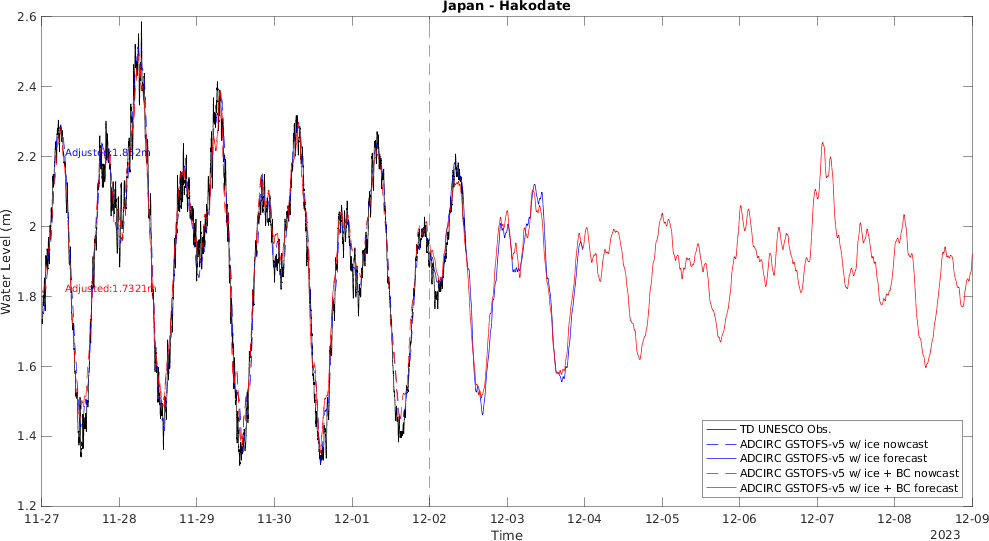 Japan - Hakodate
Water Level (m)
2.6
2.4
2.2
2
1.8
1.6
1.4
1.2
Adjusted:1.7321m
TD UNESCO Obs.
ADCIRC GSTOFS-v5 w/ ice nowcast
ADCIRC GSTOFS-v5 w/ ice forecast
ADCIRC GSTOFS-v5 w/ ice + BC nowcast
ADCIRC GSTOFS-v5 w/ ice + BC forecast
11-27 11-28 11-29 11-30 12-01 12-02 12-03 12-04 12-05 12-06 12-07 12-08 12-09
Time
2023